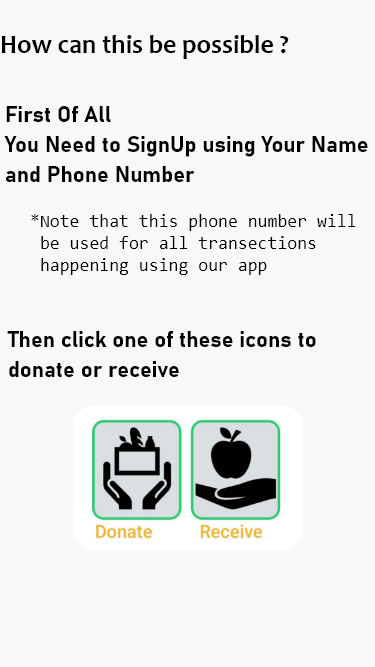 How can this be possible ?
First Of All
You Need to SignUp using Your Name
and Phone Number
*Note that this phone number will
be used for all transections
happening using our app
Then click one of these icons to
donate or receive
Donate
Receive